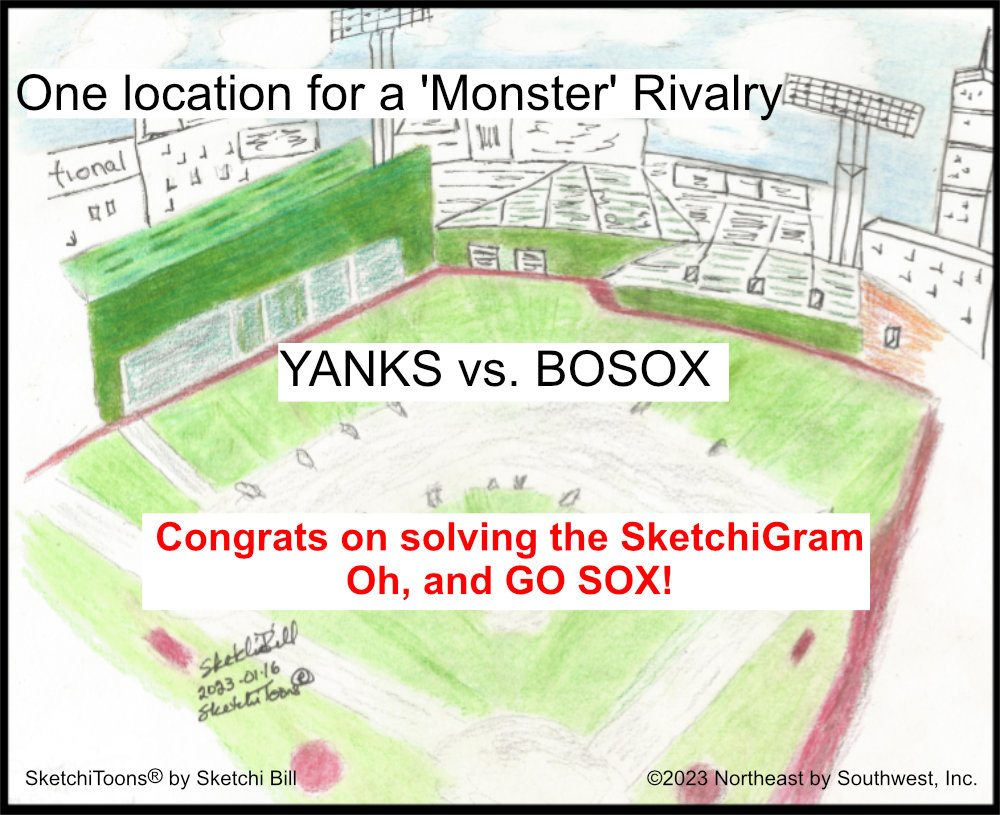 One location for a 'Monster' Rivalry
tional
YANKS vs. BOSOX
Congrats on solving the SketchiGram
Oh, and GO SOX!
SketchiBill
2023-01-16
SketchiToons®
SketchiToons® by Sketchi Bill
©2023 Northeast by Southwest, Inc.